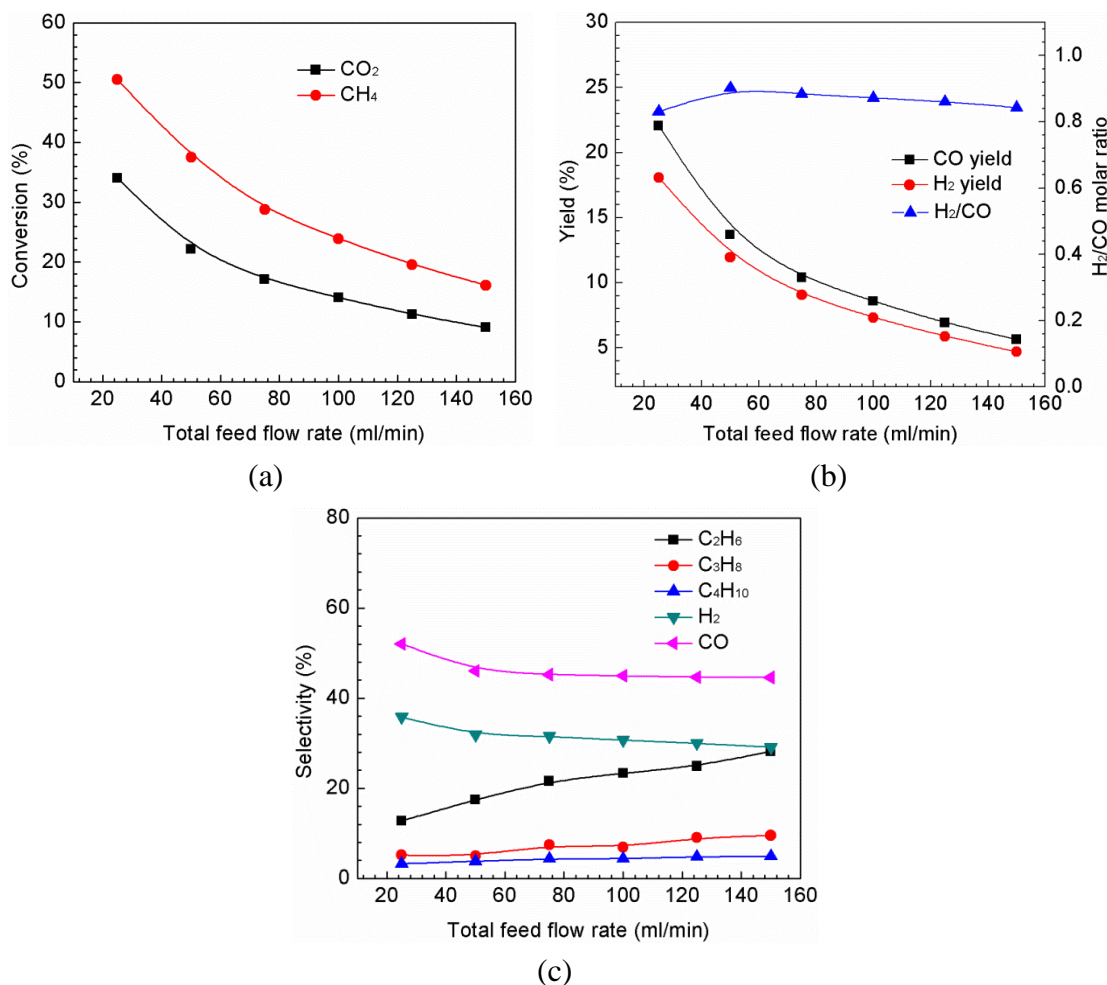 60
50
40
30
20
10
0
Conversion (%)
CO₂
CH₄
20 40 60 80 100 120 140 160
Total feed flow rate (ml/min)
(a)
30
25
20
15
10
5
Yield (%)
CO yield
H₂ yield
H₂/CO
1.0
0.8
0.6
0.4
0.2
0.0
H₂/CO molar ratio
20 40 60 80 100 120 140 160
Total feed flow rate (ml/min)
(b)
80
60
40
20
0
Selectivity (%)
C₂H₆
C₃H₈
C₄H₁₀
H₂
CO
20 40 60 80 100 120 140 160
Total feed flow rate (ml/min)
(c)